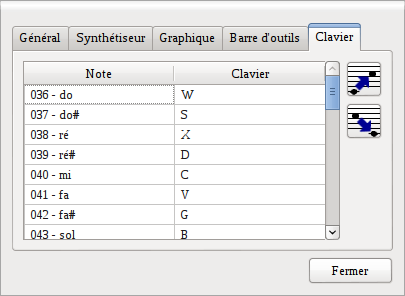 Général Synthétiseur Graphique Barre d'outils Clavier
Note Clavier
036 - do W
037 - do# S
038 - ré X
039 - ré# D
040 - mi C
041 - fa V
042 - fa# G
043 - sol B
Fermer